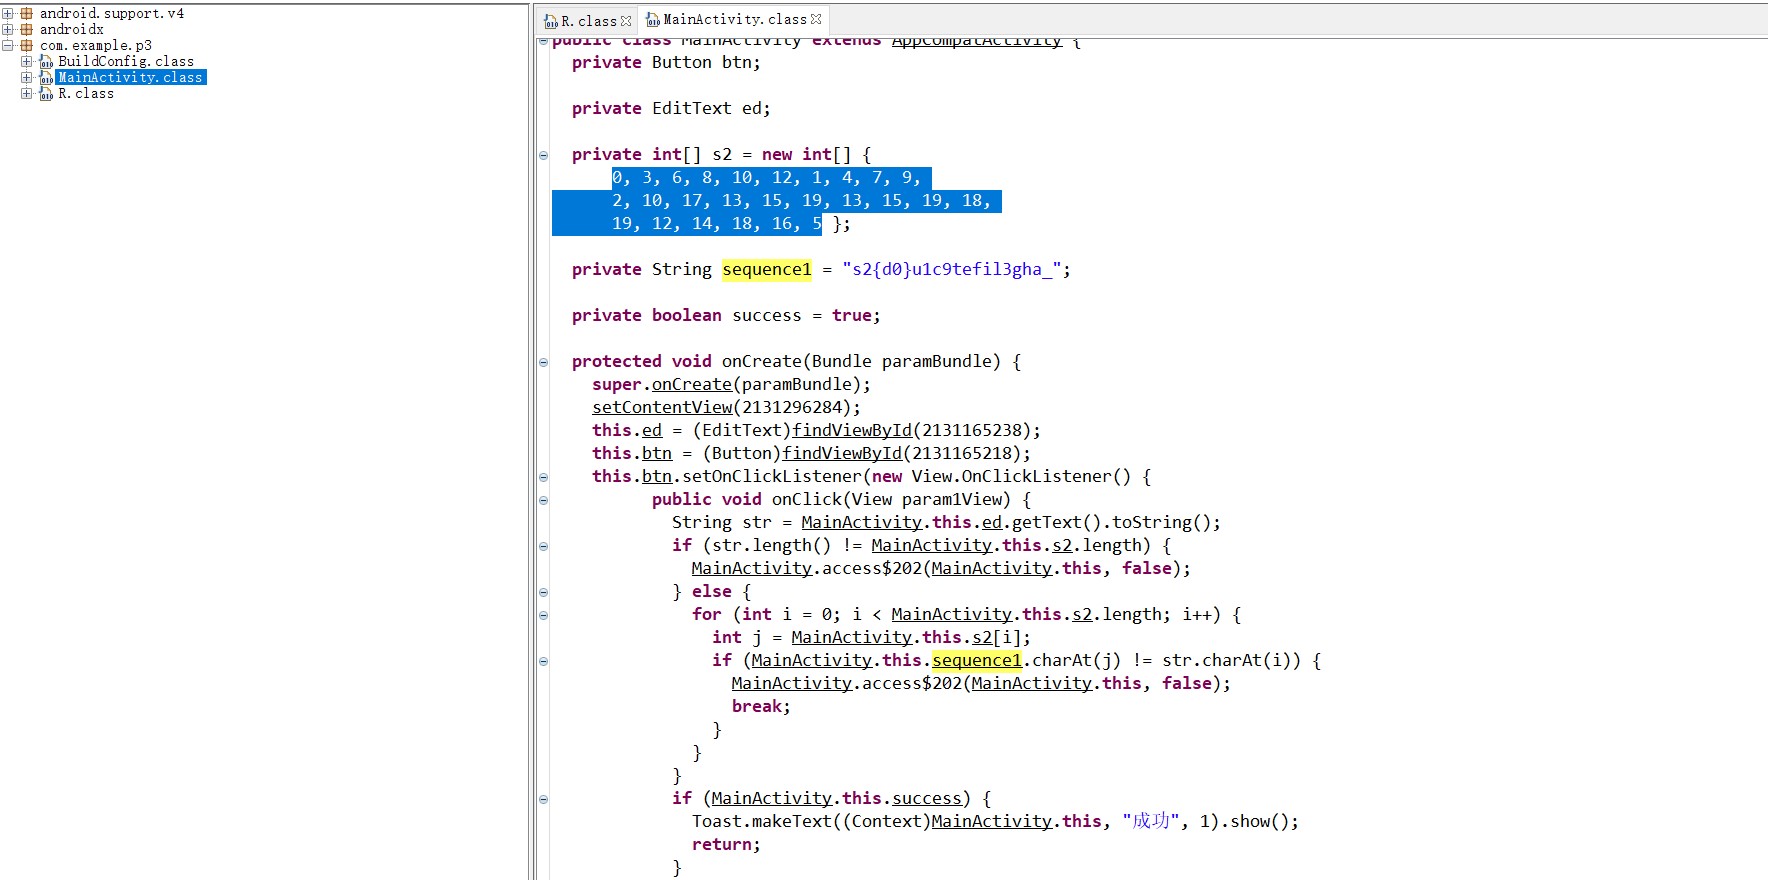 android.support.v4
androidx
com.example.p3
BuildConfig.class
MainActivity.class
R.class
R.class
MainActivity.class
public class MainActivity extends AppCompatActivity {
private Button btn;
private EditText ed;
private int[] s2 = new int[] {
0, 3, 6, 8, 10, 12, 1, 4, 7, 9,
2, 10, 17, 13, 15, 19, 13, 15, 19, 18,
19, 12, 14, 18, 16, 5 };
private String sequence1 = "s2{d0}u1c9tefil3gha_";
private boolean success = true;
protected void onCreate(Bundle paramBundle) {
super.onCreate(paramBundle);
setContentView(2131296284);
this.ed = (EditText)findViewById(2131165238);
this.btn = (Button)findViewById(2131165218);
this.btn.setOnClickListener(new View.OnClickListener() {
public void onClick(View param1View) {
String str = MainActivity.this.ed.getText().toString();
if (str.length() != MainActivity.this.s2.length) {
MainActivity.access$202(MainActivity.this, false);
} else {
for (int i = 0; i < MainActivity.this.s2.length; i++) {
int j = MainActivity.this.s2[i];
if (MainActivity.this.sequence1.charAt(j) != str.charAt(i)) {
MainActivity.access$202(MainActivity.this, false);
break;
}
}
}
if (MainActivity.this.success) {
Toast.makeText((Context)MainActivity.this, "成功", 1).show();
return;
}